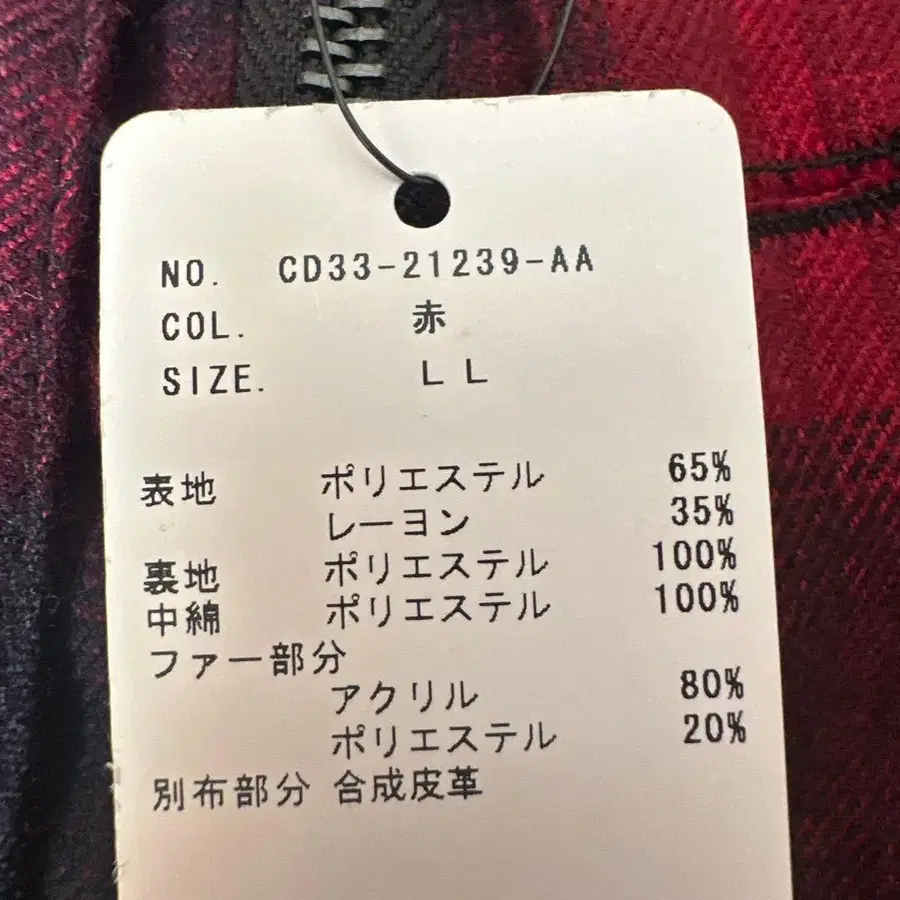 NO. CD33-21239-AA
COL. 赤
SIZE. LL
表地 ポリエステル 65%
レーヨン 35%
裏地 ポリエステル 100%
中綿 ポリエステル 100%
ファー部分
アクリル 80%
ポリエステル 20%
別布部分 合成皮革